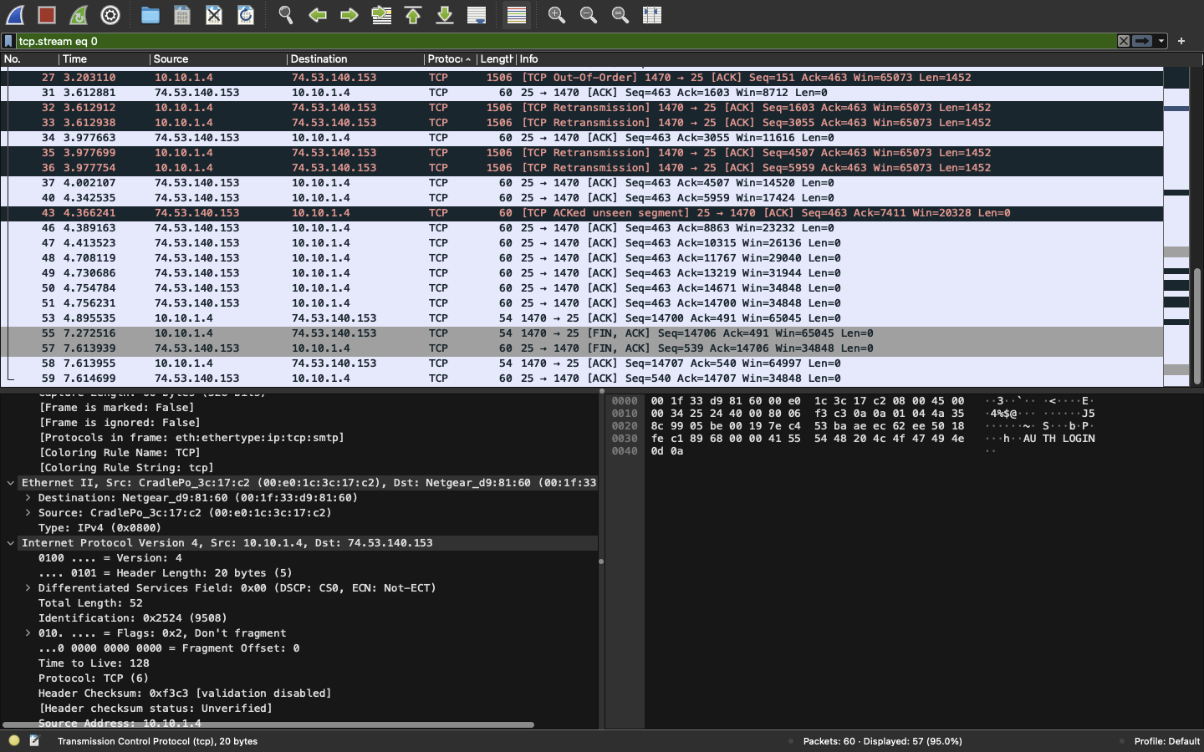 tcp.stream eq 0
No. Time Source Destination Protoc Length Info
27 3.203110 10.10.1.4 74.53.140.153 TCP 1506 [TCP Out-Of-Order] 1470 → 25 [ACK] Seq=151 Ack=463 Win=65073 Len=1452
31 3.612881 74.53.140.153 10.10.1.4 TCP 60 25 → 1470 [ACK] Seq=463 Ack=1603 Win=8712 Len=0
32 3.612912 10.10.1.4 74.53.140.153 TCP 1506 [TCP Retransmission] 1470 → 25 [ACK] Seq=1603 Ack=463 Win=65073 Len=1452
33 3.612938 10.10.1.4 74.53.140.153 TCP 1506 [TCP Retransmission] 1470 → 25 [ACK] Seq=3055 Ack=463 Win=65073 Len=1452
34 3.977663 74.53.140.153 10.10.1.4 TCP 60 25 → 1470 [ACK] Seq=463 Ack=3055 Win=11616 Len=0
35 3.977699 10.10.1.4 74.53.140.153 TCP 1506 [TCP Retransmission] 1470 → 25 [ACK] Seq=4507 Ack=463 Win=65073 Len=1452
36 3.977754 10.10.1.4 74.53.140.153 TCP 1506 [TCP Retransmission] 1470 → 25 [ACK] Seq=5959 Ack=463 Win=65073 Len=1452
37 4.002107 74.53.140.153 10.10.1.4 TCP 60 25 → 1470 [ACK] Seq=463 Ack=4507 Win=14520 Len=0
40 4.342535 74.53.140.153 10.10.1.4 TCP 60 25 → 1470 [ACK] Seq=463 Ack=5959 Win=17424 Len=0
43 4.366241 74.53.140.153 10.10.1.4 TCP 60 [TCP ACKed unseen segment] 25 → 1470 [ACK] Seq=463 Ack=7411 Win=20328 Len=0
46 4.389163 74.53.140.153 10.10.1.4 TCP 60 25 → 1470 [ACK] Seq=463 Ack=8863 Win=23232 Len=0
47 4.413523 74.53.140.153 10.10.1.4 TCP 60 25 → 1470 [ACK] Seq=463 Ack=10315 Win=26136 Len=0
48 4.708119 74.53.140.153 10.10.1.4 TCP 60 25 → 1470 [ACK] Seq=463 Ack=11767 Win=29040 Len=0
49 4.730686 74.53.140.153 10.10.1.4 TCP 60 25 → 1470 [ACK] Seq=463 Ack=13219 Win=31944 Len=0
50 4.754784 74.53.140.153 10.10.1.4 TCP 60 25 → 1470 [ACK] Seq=463 Ack=14671 Win=34848 Len=0
51 4.756231 74.53.140.153 10.10.1.4 TCP 60 25 → 1470 [ACK] Seq=463 Ack=14700 Win=34848 Len=0
53 4.895535 10.10.1.4 74.53.140.153 TCP 54 1470 → 25 [ACK] Seq=14700 Ack=491 Win=65045 Len=0
55 7.272516 10.10.1.4 74.53.140.153 TCP 54 1470 → 25 [FIN, ACK] Seq=14706 Ack=491 Win=65045 Len=0
57 7.613939 74.53.140.153 10.10.1.4 TCP 60 25 → 1470 [FIN, ACK] Seq=539 Ack=14706 Win=34848 Len=0
58 7.613955 10.10.1.4 74.53.140.153 TCP 54 1470 → 25 [ACK] Seq=14707 Ack=540 Win=64997 Len=0
59 7.614699 74.53.140.153 10.10.1.4 TCP 60 25 → 1470 [ACK] Seq=540 Ack=14707 Win=34848 Len=0
[Frame is marked: False]
[Frame is ignored: False]
[Protocols in frame: eth:ethertype:ip:tcp:smtp]
[Coloring Rule Name: TCP]
[Coloring Rule String: tcp]
Ethernet II, Src: CradlePo_3c:17:c2 (00:e0:1c:3c:17:c2), Dst: Netgear_d9:81:60 (00:1f:33
Destination: Netgear_d9:81:60 (00:1f:33:d9:81:60)
Source: CradlePo_3c:17:c2 (00:e0:1c:3c:17:c2)
Type: IPv4 (0x0800)
Internet Protocol Version 4, Src: 10.10.1.4, Dst: 74.53.140.153
0100 .... = Version: 4
.... 0101 = Header Length: 20 bytes (5)
Differentiated Services Field: 0x00 (DSCP: CS0, ECN: Not-ECT)
Total Length: 52
Identification: 0x2524 (9508)
010. .... = Flags: 0x2, Don't fragment
...0 0000 0000 0000 = Fragment Offset: 0
Time to Live: 128
Protocol: TCP (6)
Header Checksum: 0xf3c3 [validation disabled]
[Header checksum status: Unverified]
Source Address: 10.10.1.4
0000 00 1f 33 d9 81 60 00 e0 1c 3c 17 c2 08 00 45 00 ··3··`·· ·<····E·
0010 00 34 25 24 40 00 80 06 f3 c3 0a 0a 01 04 4a 35 ·4%$@··· ······J5
0020 8c 99 05 be 00 19 7e c4 53 ba ae ec 62 ee 50 18 ······~· S···b·P·
0030 fe c1 89 68 00 00 41 55 54 48 20 4c 4f 47 49 4e ···h··AU TH LOGIN
0040 0d 0a ··
Transmission Control Protocol (tcp), 20 bytes
Packets: 60 · Displayed: 57 (95.0%)
Profile: Default